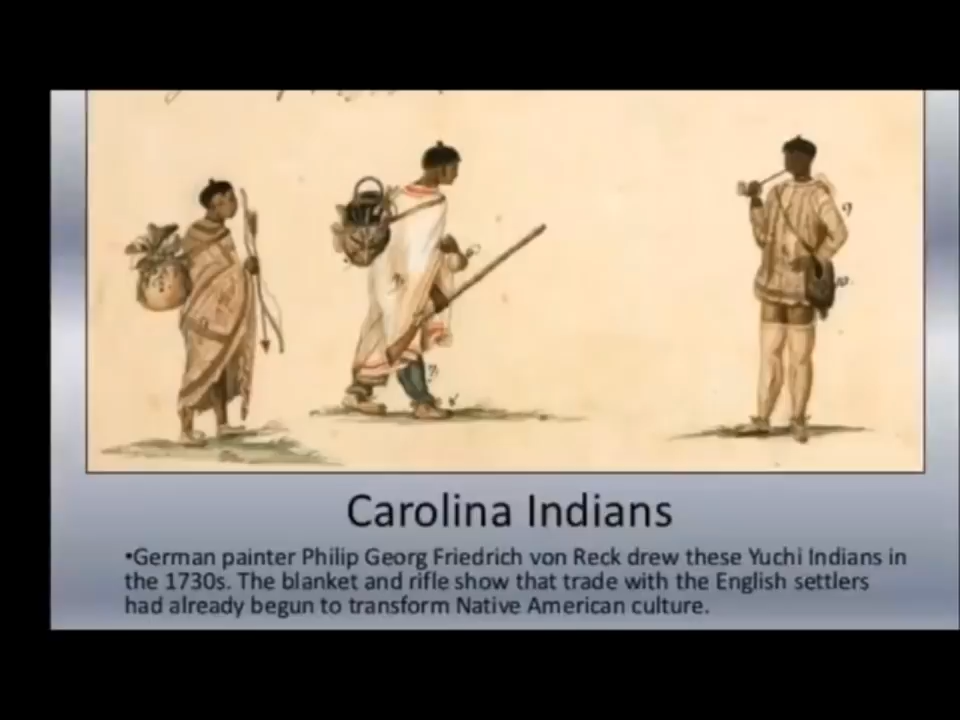 Carolina Indians
•German painter Philip Georg Friedrich von Reck drew these Yuchi Indians in
the 1730s. The blanket and rifle show that trade with the English settlers
had already begun to transform Native American culture.